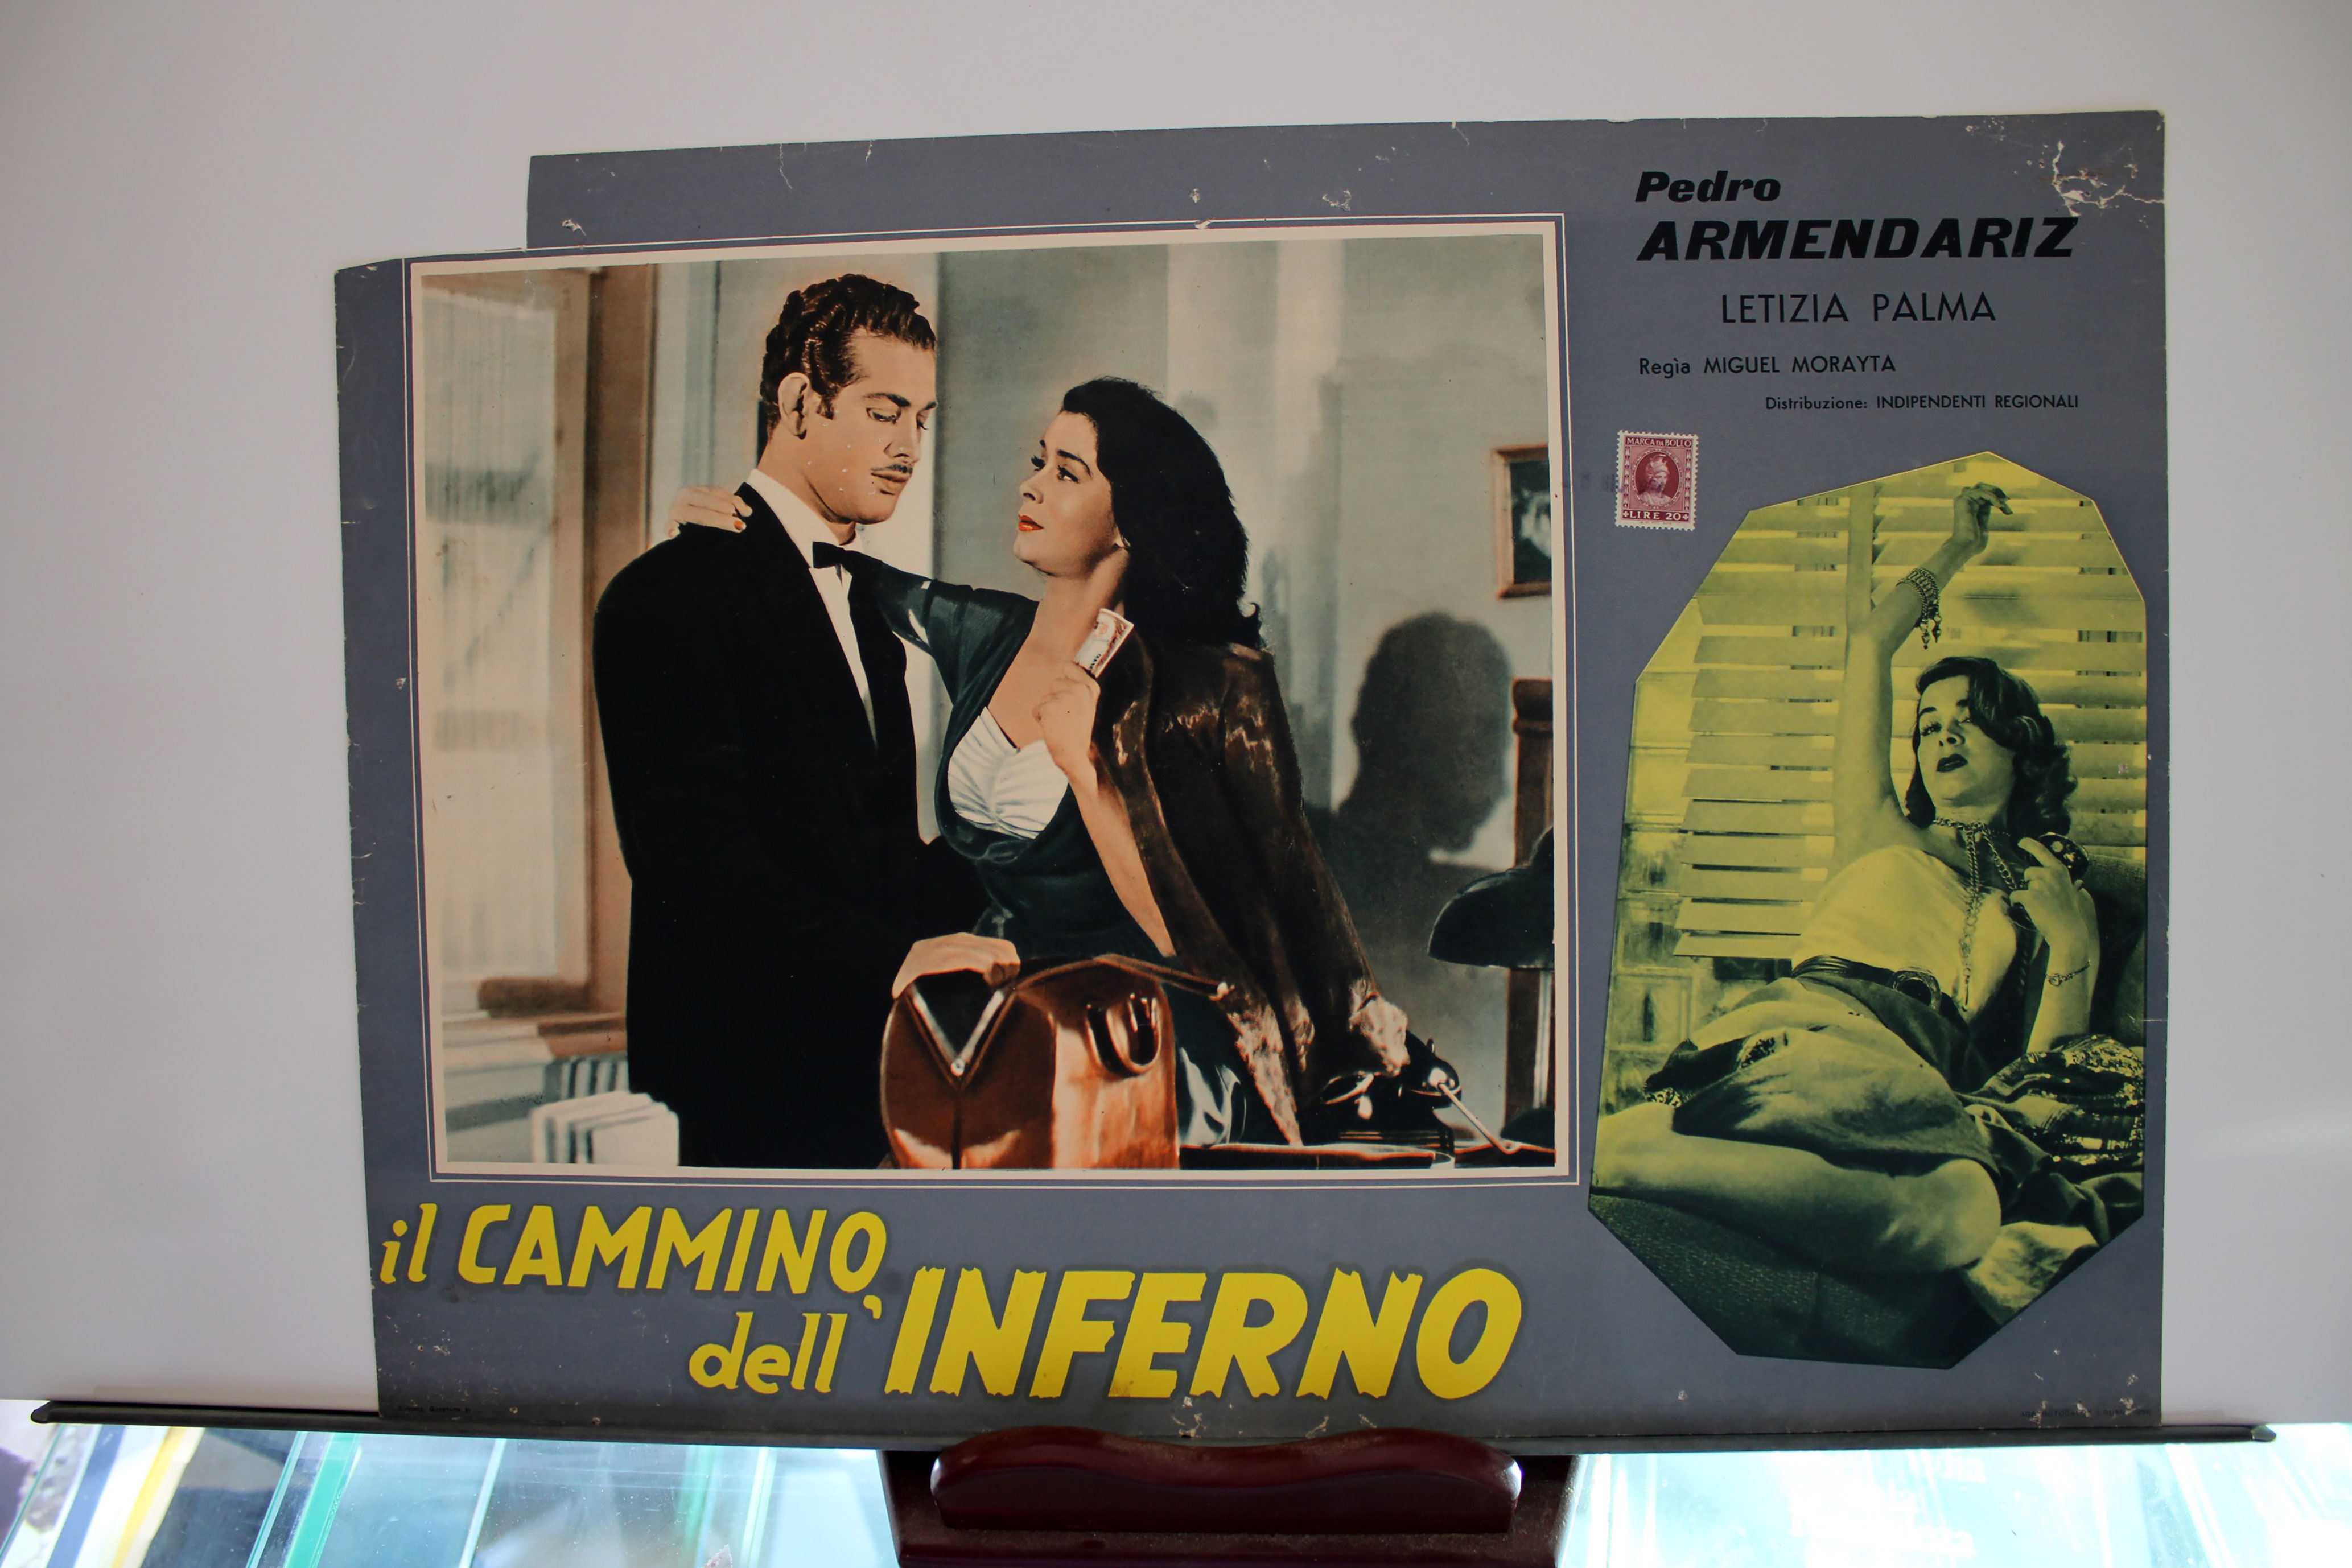 Pedro
ARMENDARIZ
LETIZIA PALMA
Regìa MIGUEL MORAYTA
Distribuzione: INDIPENDENTI REGIONALI
MARCA DA BOLLO
LIRE 20
il CAMMINO
dell'INFERNO